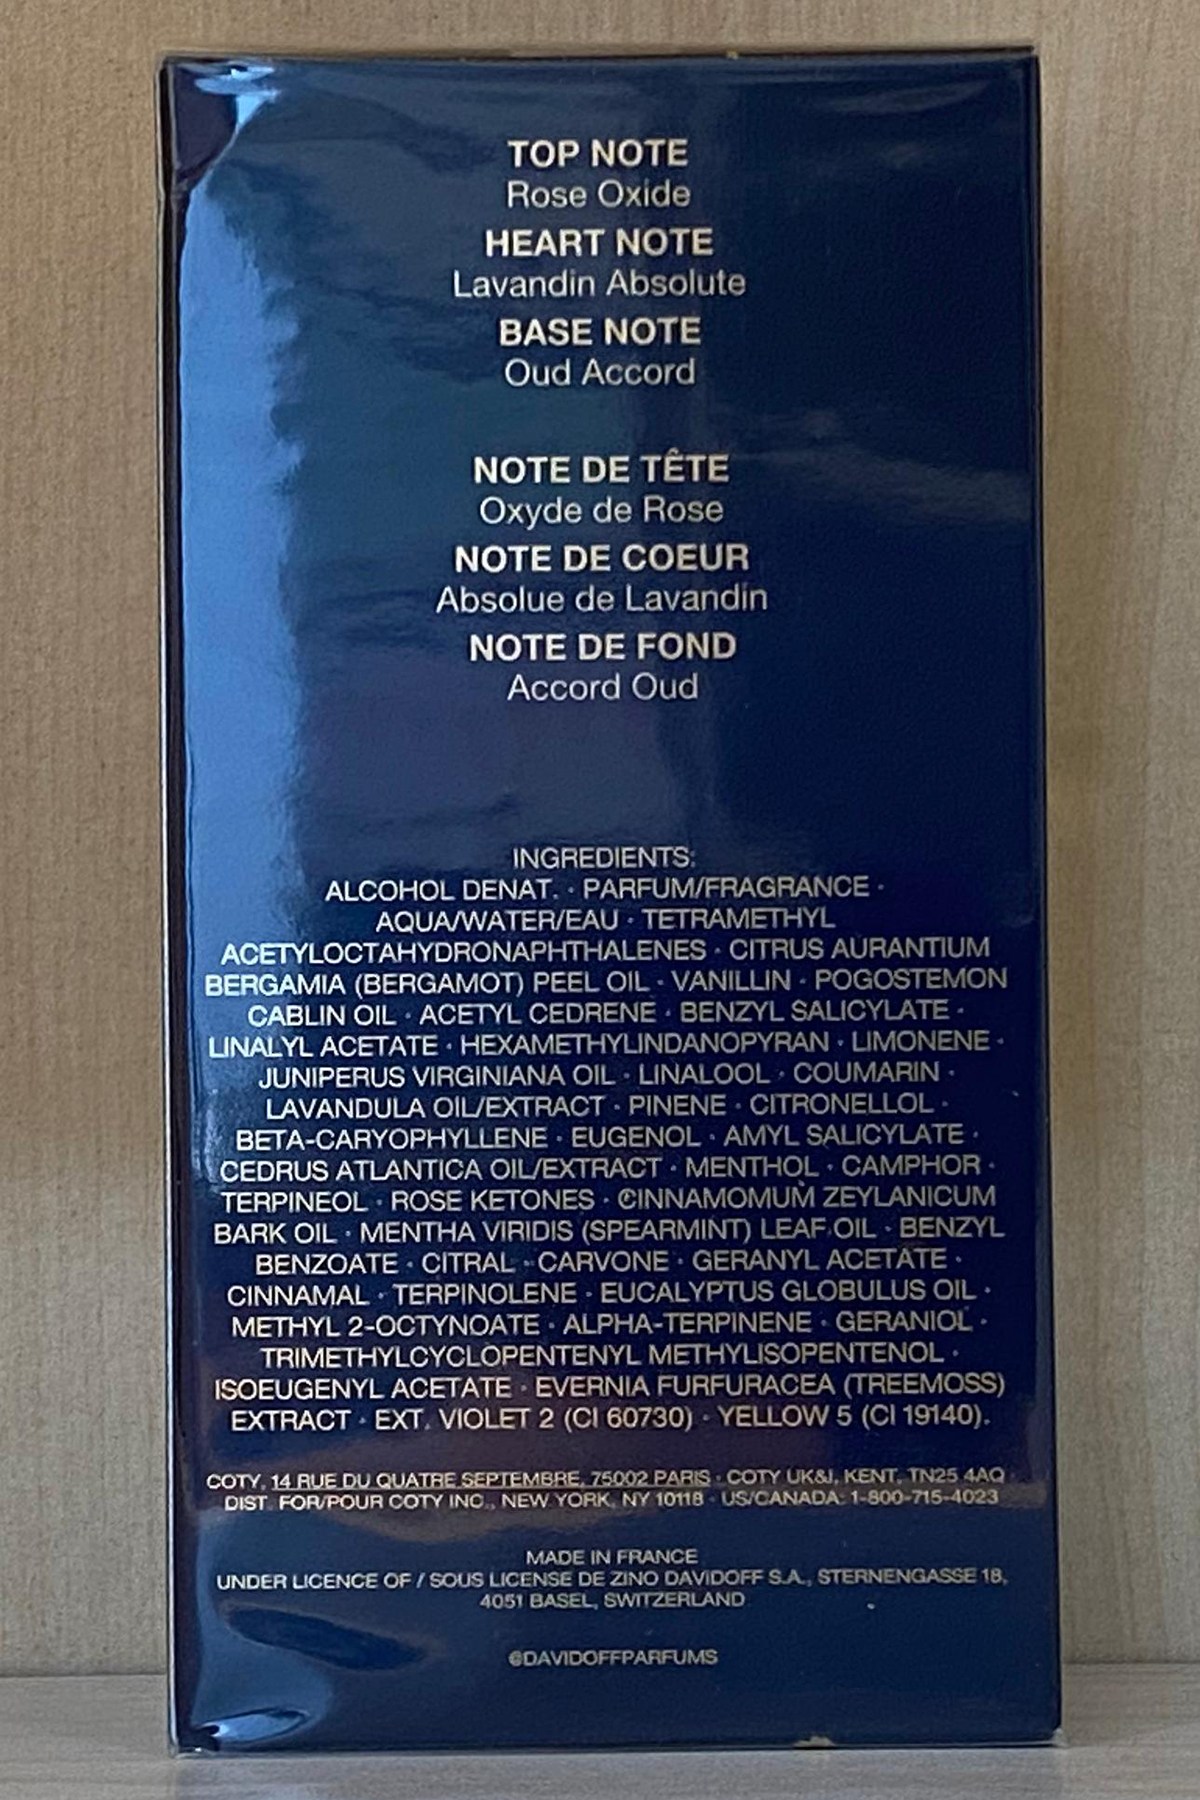 TOP NOTE
Rose Oxide
HEART NOTE
Lavandin Absolute
BASE NOTE
Oud Accord
NOTE DE TÊTE
Oxyde de Rose
NOTE DE COEUR
Absolue de Lavandin
NOTE DE FOND
Accord Oud
INGREDIENTS:
ALCOHOL DENAT. · PARFUM/FRAGRANCE ·
AQUA/WATER/EAU · TETRAMETHYL
ACETYLOCTAHYDRONAPHTHALENES · CITRUS AURANTIUM
BERGAMIA (BERGAMOT) PEEL OIL · VANILLIN · POGOSTEMON
CABLIN OIL · ACETYL CEDRENE · BENZYL SALICYLATE ·
LINALYL ACETATE · HEXAMETHYLINDANOPYRAN · LIMONENE ·
JUNIPERUS VIRGINIANA OIL · LINALOOL · COUMARIN ·
LAVANDULA OIL/EXTRACT · PINENE · CITRONELLOL ·
BETA-CARYOPHYLLENE · EUGENOL · AMYL SALICYLATE ·
CEDRUS ATLANTICA OIL/EXTRACT · MENTHOL · CAMPHOR ·
TERPINEOL · ROSE KETONES · CINNAMOMUM ZEYLANICUM
BARK OIL · MENTHA VIRIDIS (SPEARMINT) LEAF OIL · BENZYL
BENZOATE · CITRAL · CARVONE · GERANYL ACETATE ·
CINNAMAL · TERPINOLENE · EUCALYPTUS GLOBULUS OIL ·
METHYL 2-OCTYNOATE · ALPHA-TERPINENE · GERANIOL ·
TRIMETHYLCYCLOPENTENYL METHYLISOPENTENOL ·
ISOEUGENYL ACETATE · EVERNIA FURFURACEA (TREEMOSS)
EXTRACT · EXT. VIOLET 2 (CI 60730) · YELLOW 5 (CI 19140).
COTY, 14 RUE DU QUATRE SEPTEMBRE, 75002 PARIS · COTY UK&I, KENT, TN25 4AQ ·
DIST. FOR/POUR COTY INC., NEW YORK, NY 10118 · US/CANADA: 1-800-715-4023
MADE IN FRANCE
UNDER LICENCE OF / SOUS LICENSE DE ZINO DAVIDOFF S.A., STERNENGASSE 18,
4051 BASEL, SWITZERLAND
@DAVIDOFFPARFUMS